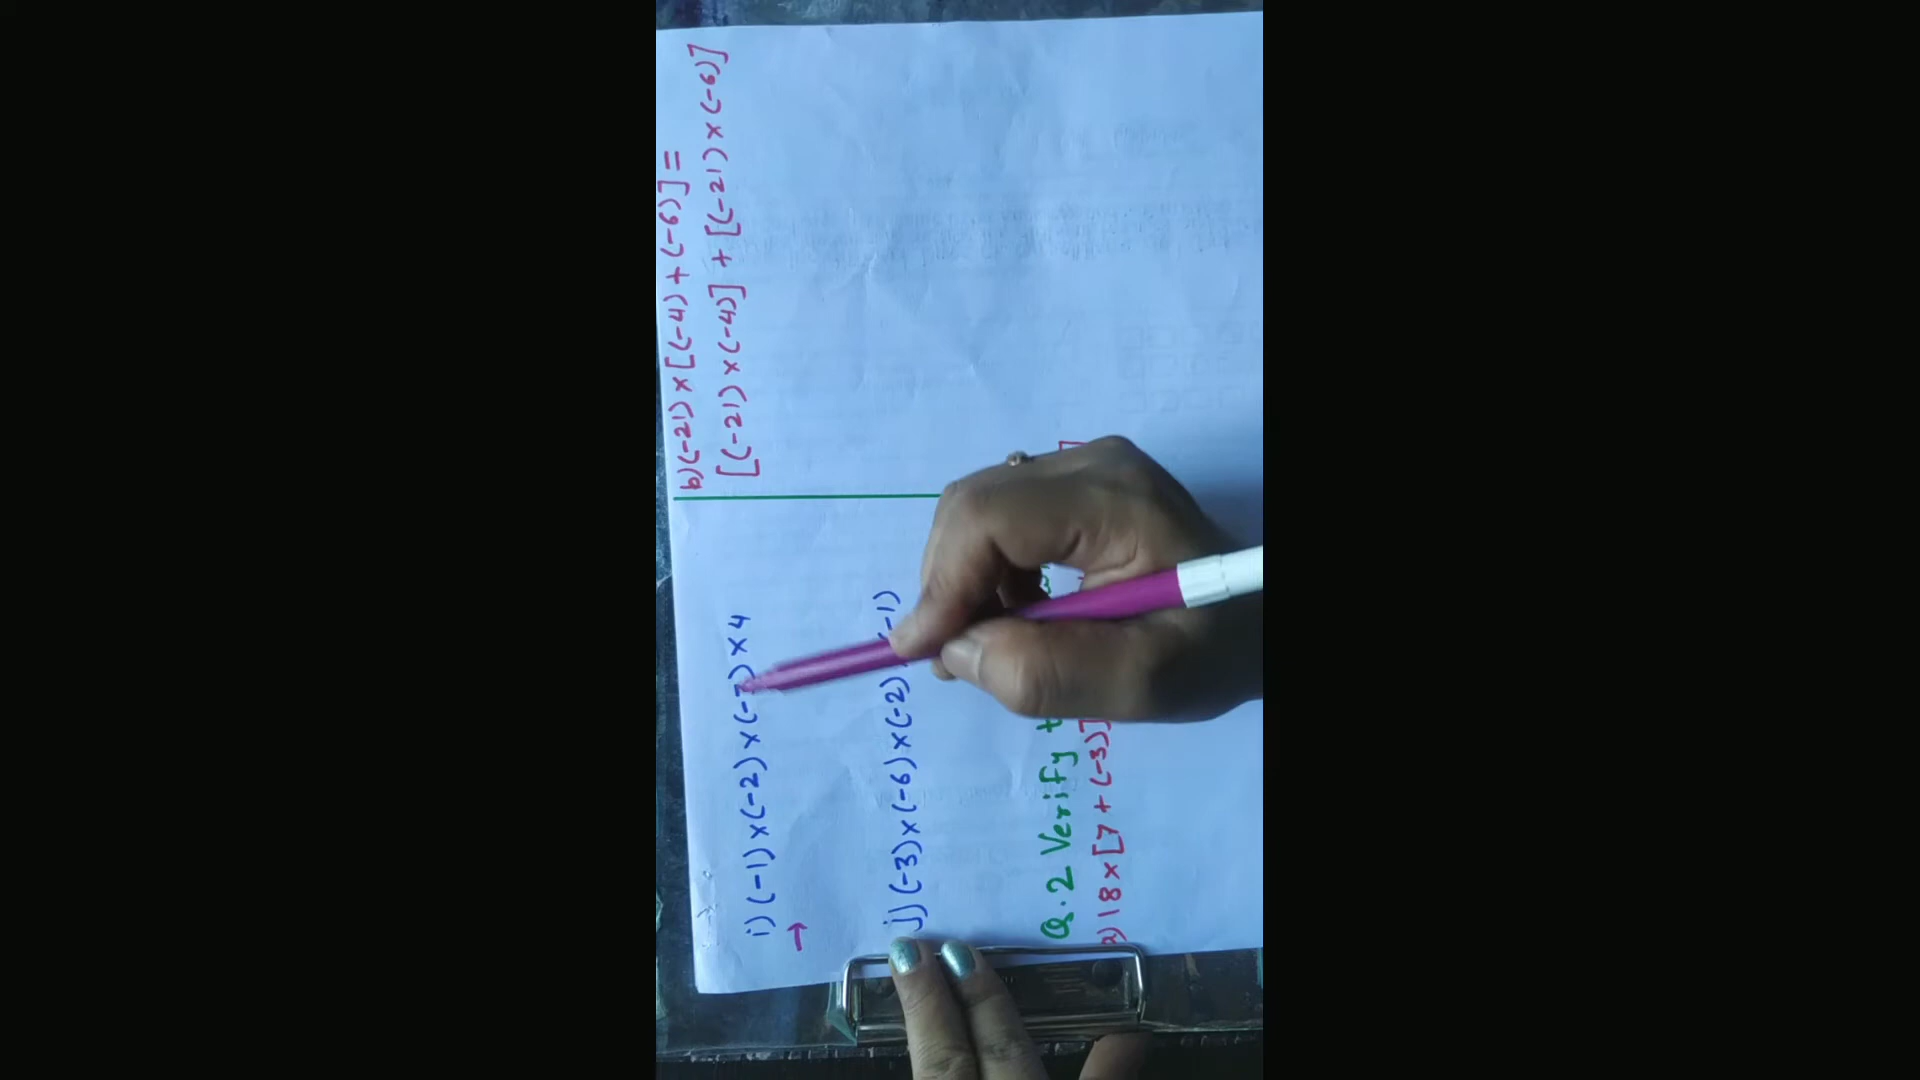 i) (-1) x (-2) x (-7) x 4
→
j) (-3) x (-6) x (-2) (-1)
Q.2 Verify
a) 18 x [7 + (-3)]
b) (-21) x [(-4) + (-6)] =
[(-21) x (-4)] + [(-21) x (-6)]